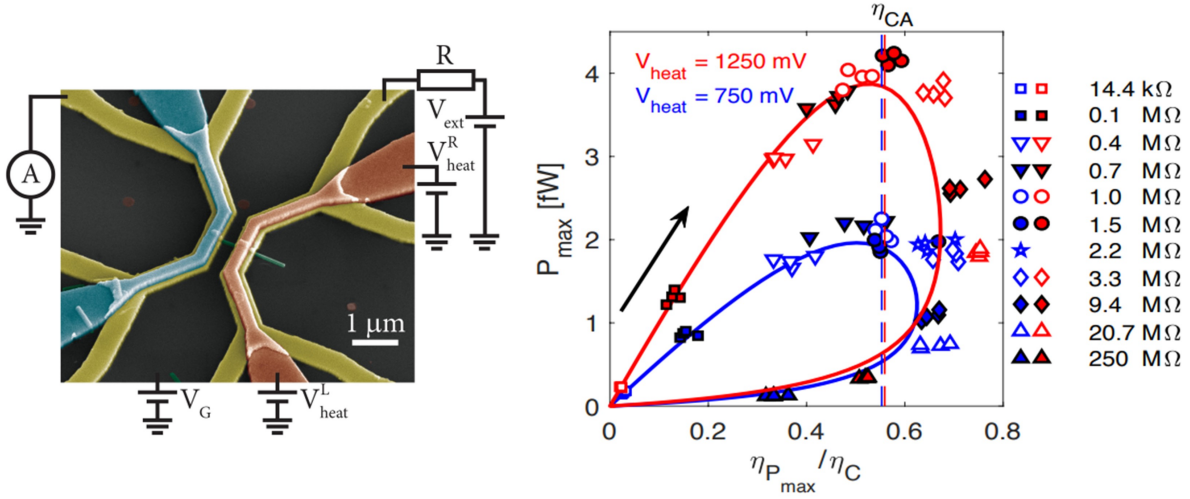 R
V_ext
V^R_heat
A
1 μm
V_G
V^L_heat
η_CA
V_heat = 1250 mV
V_heat = 750 mV
P_max [fW]
4
3
2
1
0
0 0.2 0.4 0.6 0.8
η_P_max / η_C
14.4 kΩ
0.1 MΩ
0.4 MΩ
0.7 MΩ
1.0 MΩ
1.5 MΩ
2.2 MΩ
3.3 MΩ
9.4 MΩ
20.7 MΩ
250 MΩ